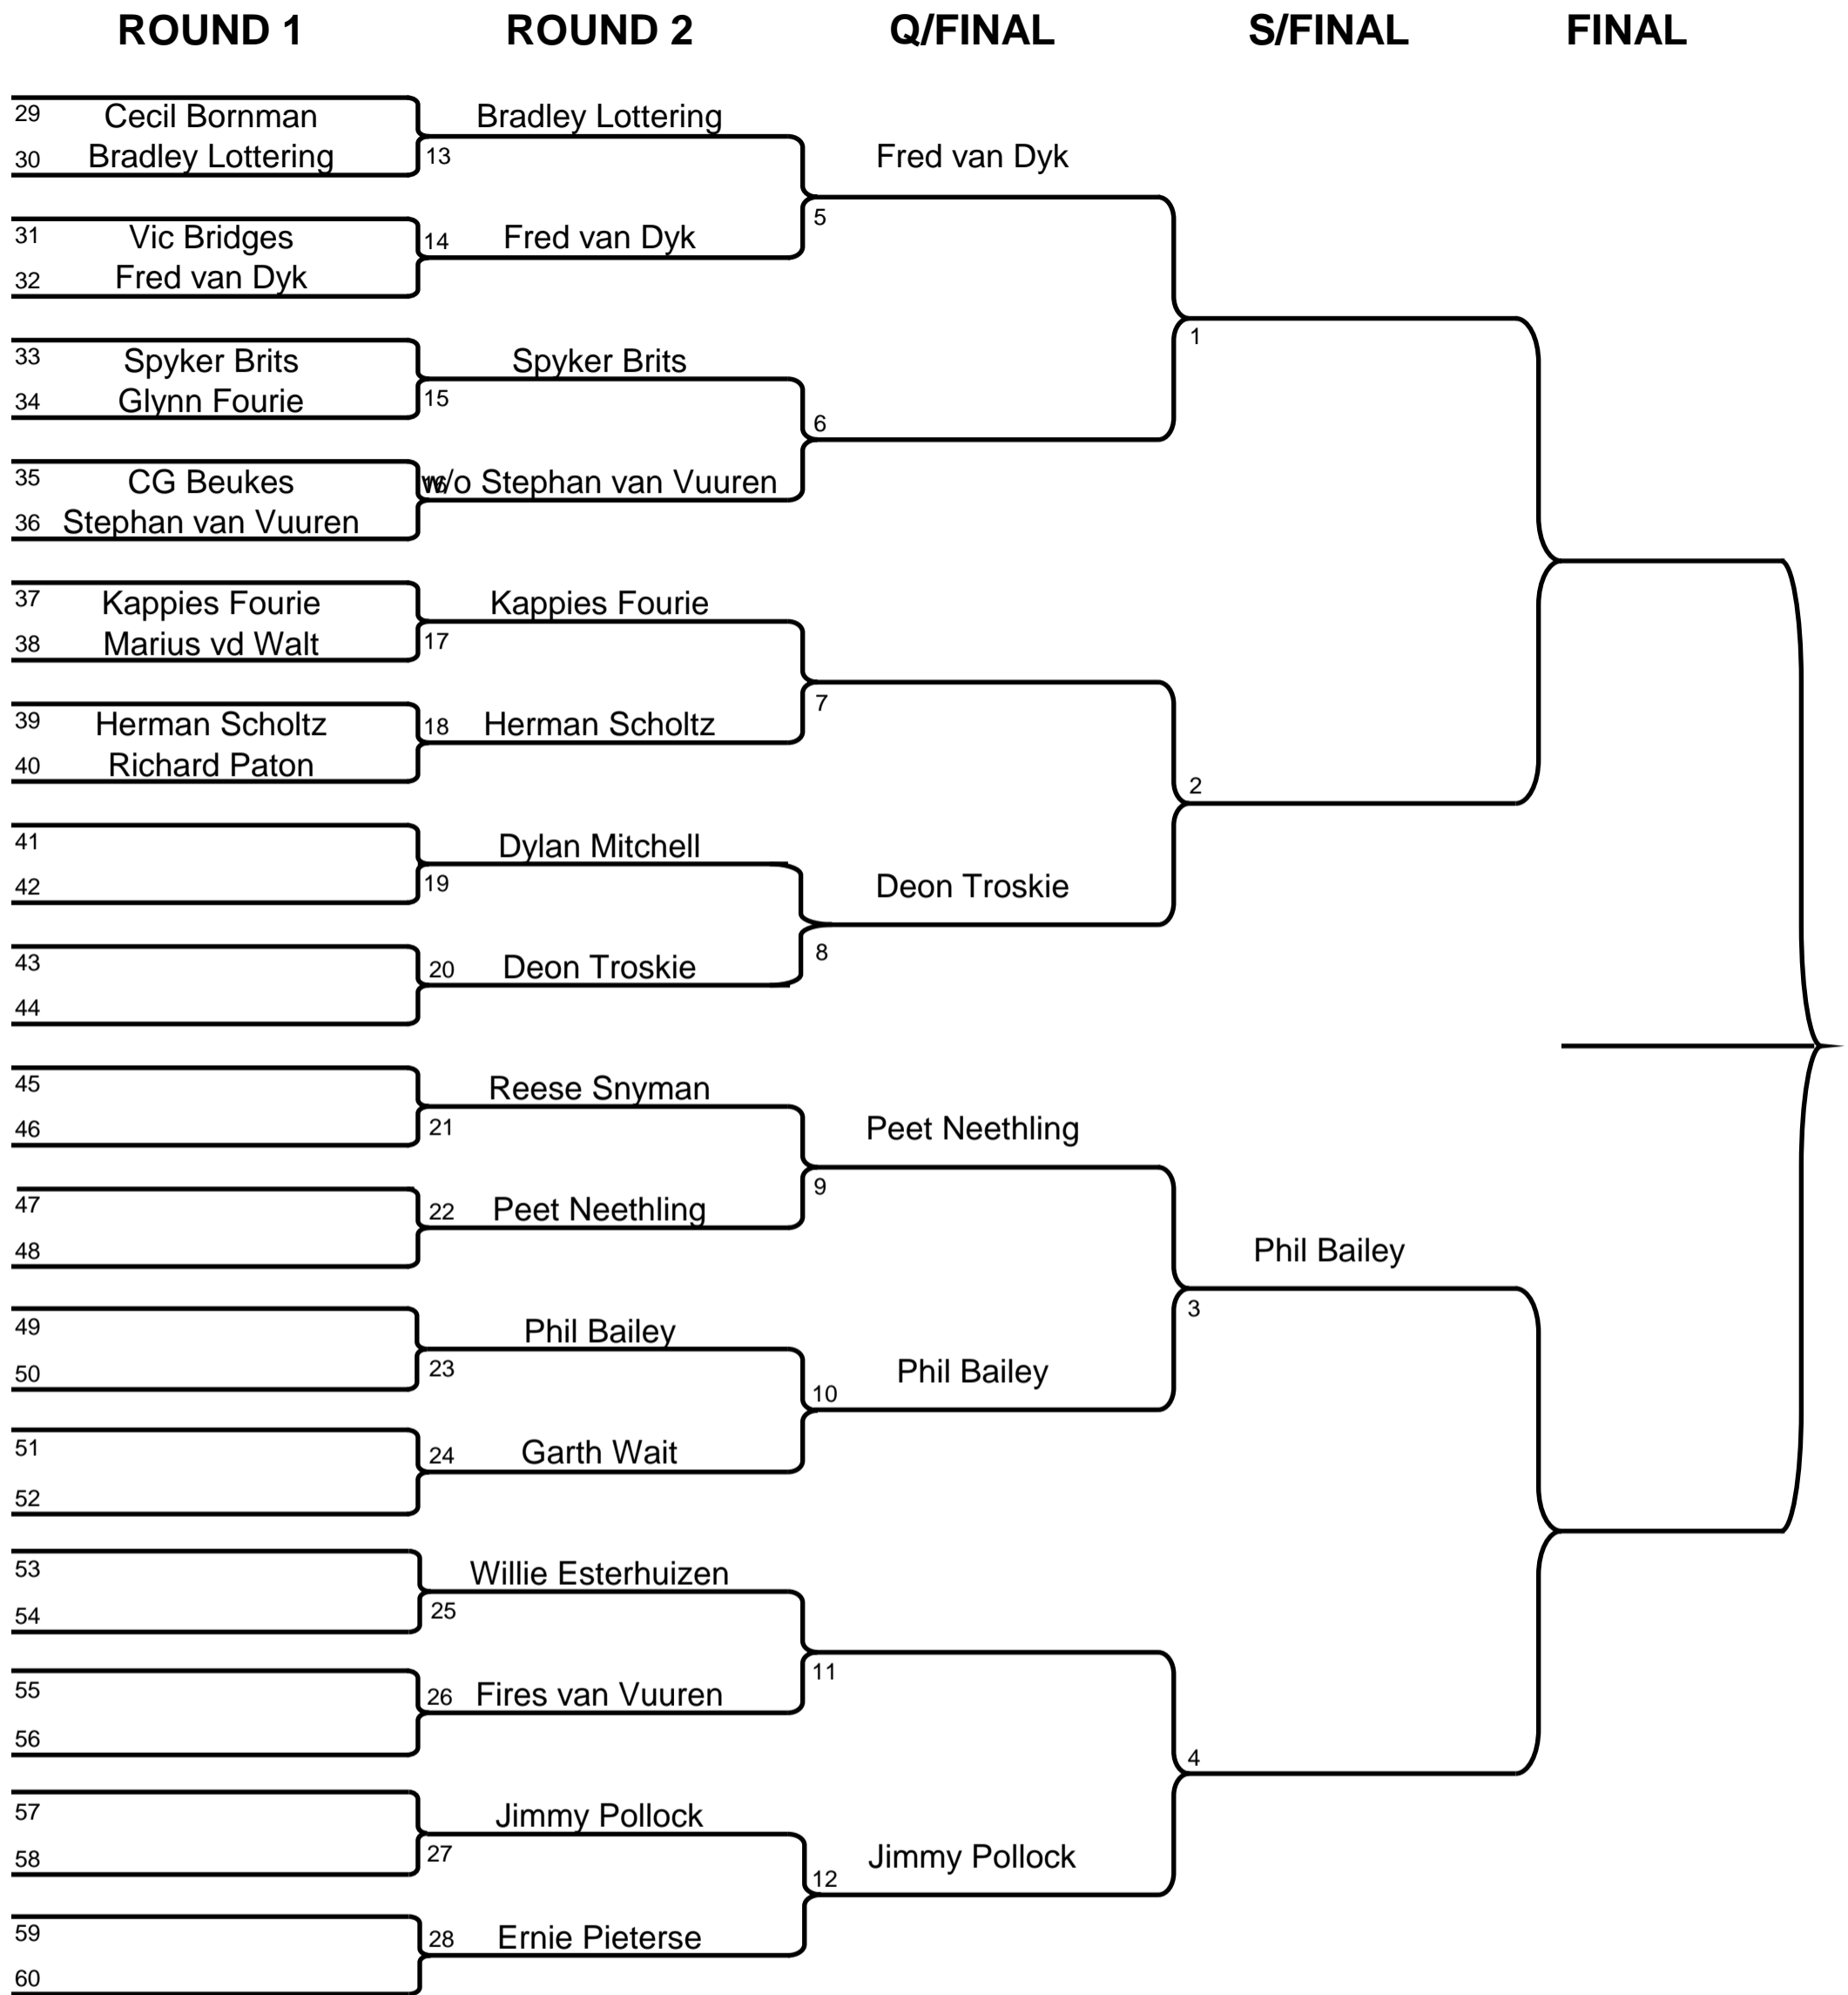 ROUND 1 ROUND 2 Q/FINAL S/FINAL FINAL
29 Cecil Bornman Bradley Lottering
30 Bradley Lottering 13 Fred van Dyk
5
31 Vic Bridges 14 Fred van Dyk
32 Fred van Dyk
1
33 Spyker Brits Spyker Brits
34 Glynn Fourie 15
6
35 CG Beukes 16 w/o Stephan van Vuuren
36 Stephan van Vuuren
37 Kappies Fourie Kappies Fourie
38 Marius vd Walt 17
7
39 Herman Scholtz 18 Herman Scholtz
40 Richard Paton
2
41 Dylan Mitchell
42 19 Deon Troskie
8
43 20 Deon Troskie
44
45 Reese Snyman
46 21 Peet Neethling
9
47 22 Peet Neethling
48 Phil Bailey
3
49 Phil Bailey
50 23 Phil Bailey
10
51 24 Garth Wait
52
53 Willie Esterhuizen
54 25
11
55 26 Fires van Vuuren
56
4
57 Jimmy Pollock
58 27 Jimmy Pollock
12
59 28 Ernie Pieterse
60